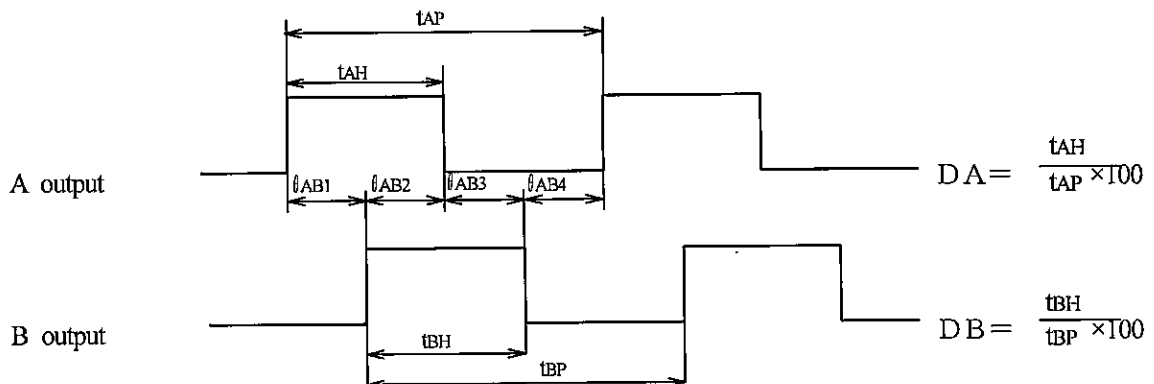 tAP
tAH
A output
θAB1 θAB2 θAB3 θAB4
DA= tAH/tAP ×100
B output
tBH
tBP
DB= tBH/tBP ×100